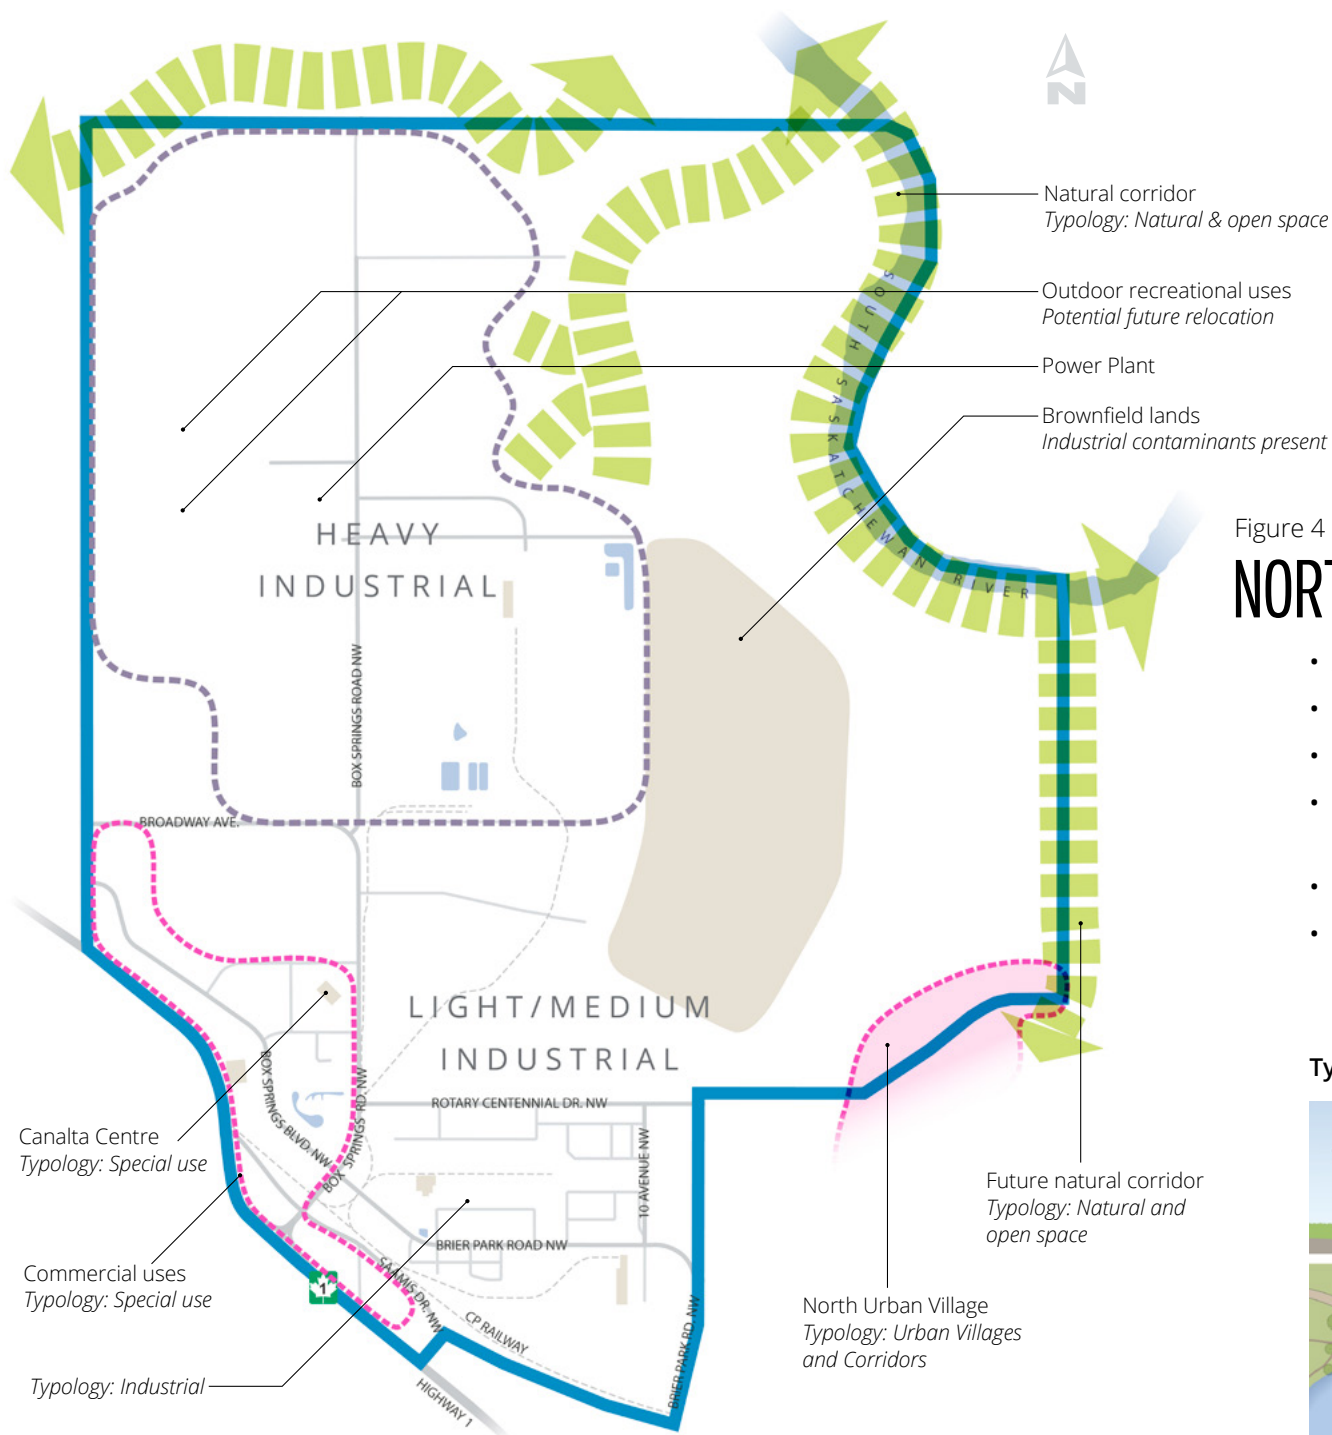 N
Natural corridor
Typology: Natural & open space
Outdoor recreational uses
Potential future relocation
Power Plant
Brownfield lands
Industrial contaminants present
SOUTH SASKATCHEWAN RIVER
Figure 4
NORT
HEAVY
INDUSTRIAL
BOX SPRINGS ROAD NW
BROADWAY AVE.
LIGHT/MEDIUM
INDUSTRIAL
BOX SPRINGS BLVD. NW
BOX SPRINGS RD. NW
ROTARY CENTENNIAL DR. NW
10 AVENUE NW
BRIER PARK ROAD NW
SAAMIS DR. NW
CP RAILWAY
BRIER PARK RD. NW
HIGHWAY 1
1
Canalta Centre
Typology: Special use
Commercial uses
Typology: Special use
Typology: Industrial
North Urban Village
Typology: Urban Villages
and Corridors
Future natural corridor
Typology: Natural and
open space
Ty